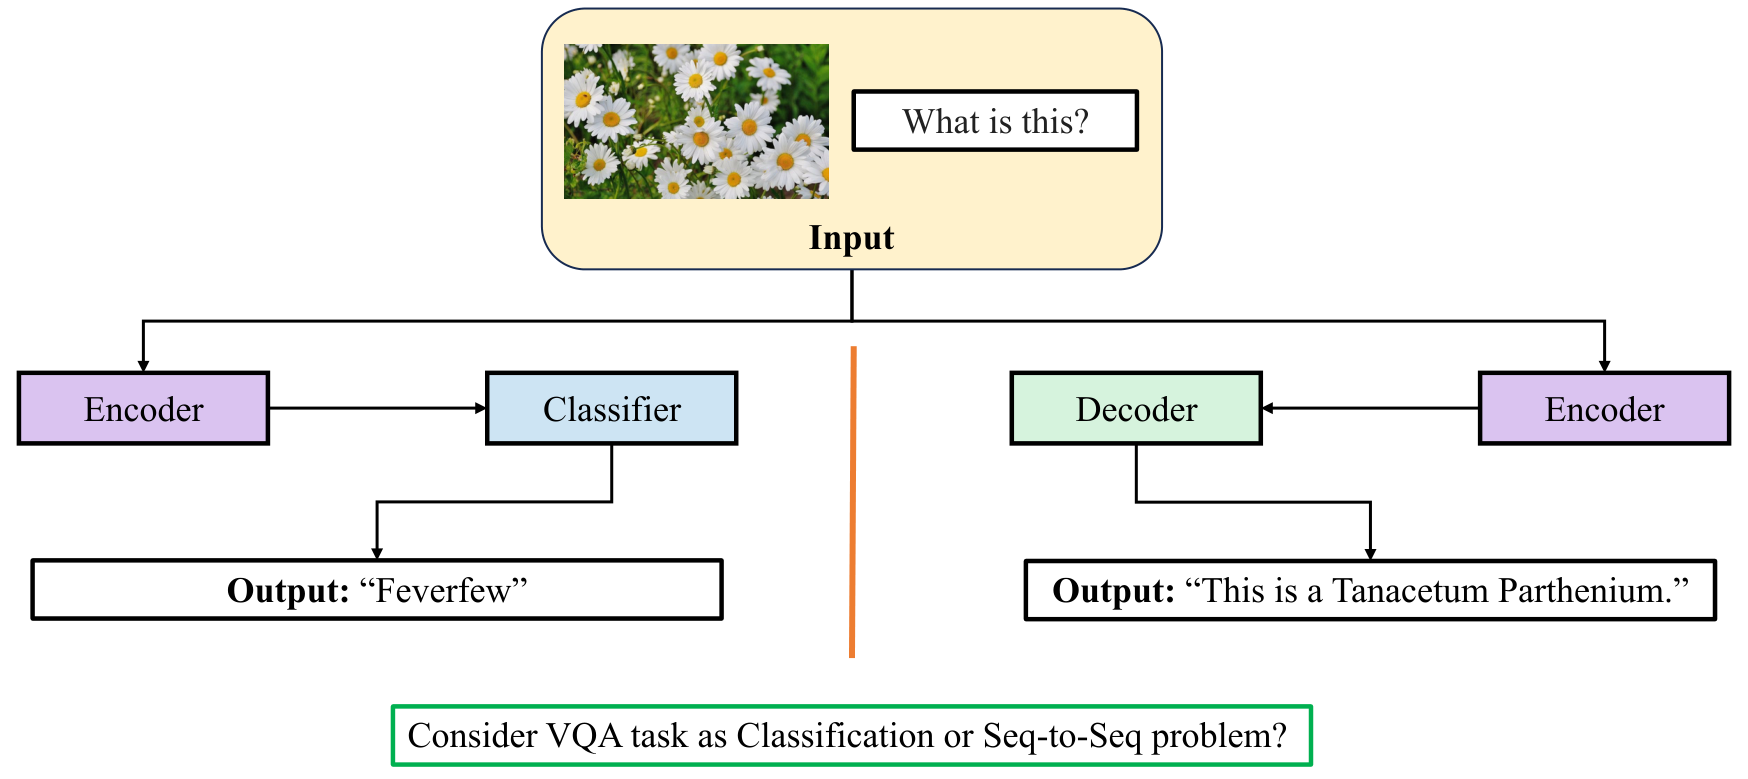 What is this?
Input
Encoder
Classifier
Decoder
Encoder
Output: “Feverfew”
Output: “This is a Tanacetum Parthenium.”
Consider VQA task as Classification or Seq-to-Seq problem?